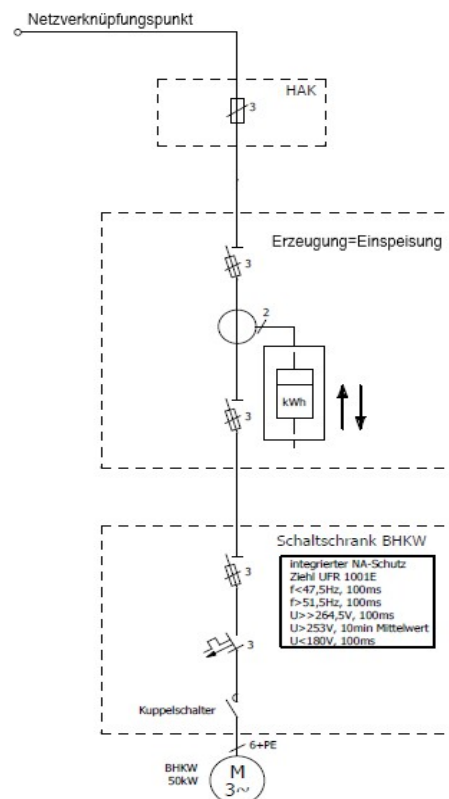 Netzverknüpfungspunkt
HAK
3
Erzeugung=Einspeisung
3
2
kWh
3
Schaltschrank BHKW
integrierter NA-Schutz
Ziehl UFR 1001E
f<47,5Hz, 100ms
f>51,5Hz, 100ms
U>>264,5V, 100ms
U>253V, 10min Mittelwert
U<180V, 100ms
3
3
Kuppelschalter
6+PE
BHKW
50kW
M
3~